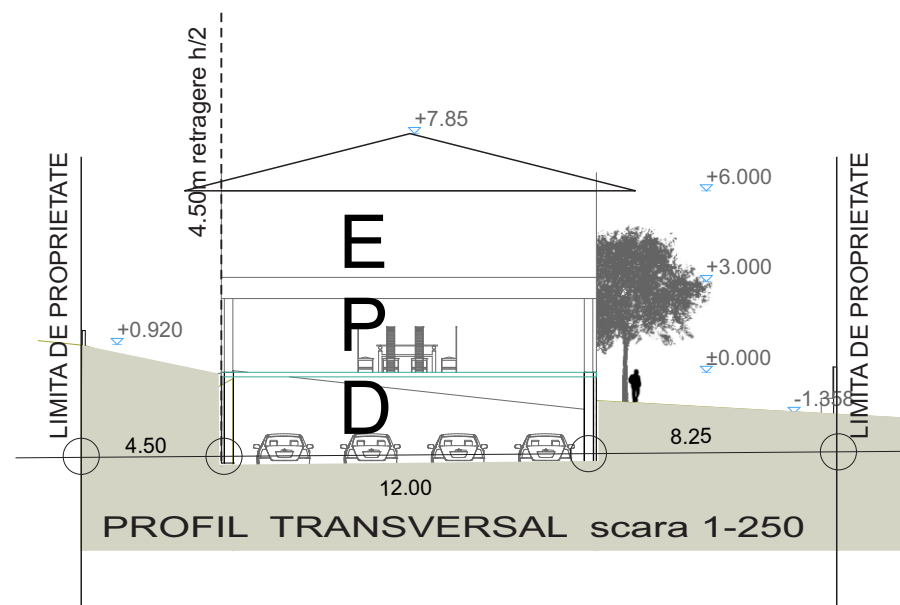 4.50m retragere h/2
+7.85
LIMITA DE PROPRIETATE
LIMITA DE PROPRIETATE
+6.000
E
+3.000
+0.920
P
±0.000
D
-1.358
4.50
8.25
12.00
PROFIL TRANSVERSAL scara 1-250